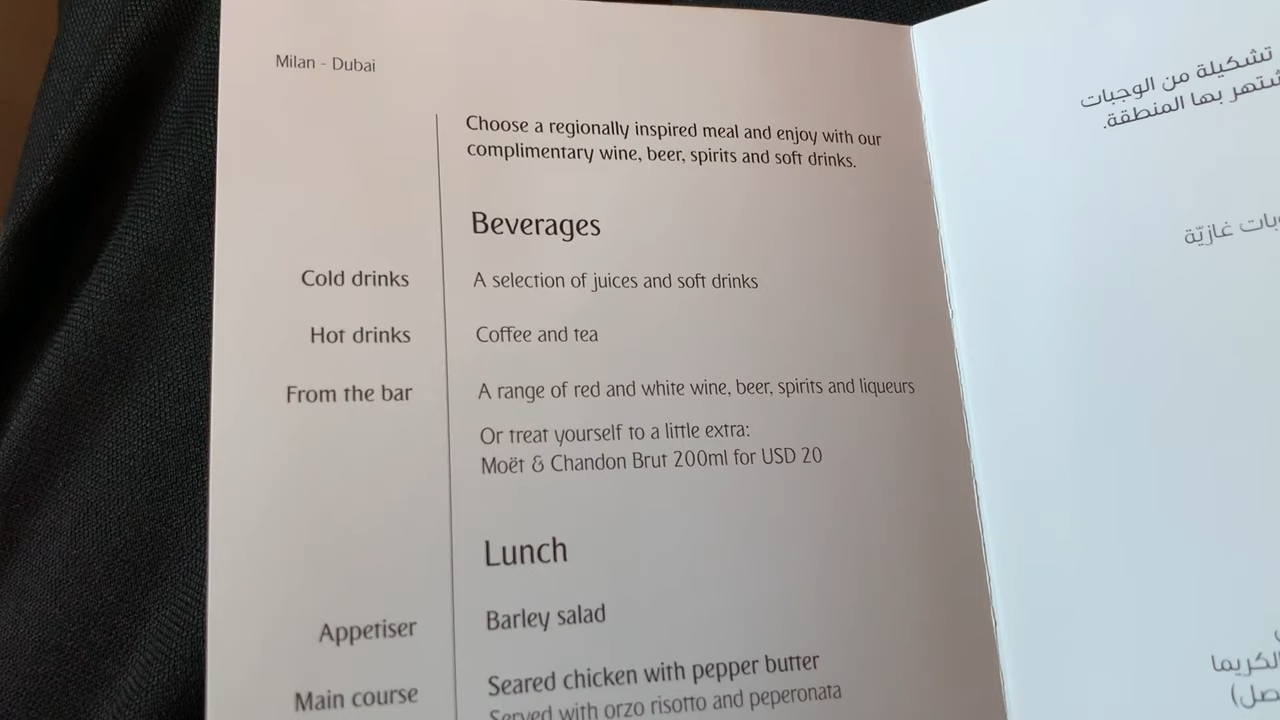 Milan - Dubai
Choose a regionally inspired meal and enjoy with our
complimentary wine, beer, spirits and soft drinks.
Beverages
Cold drinks A selection of juices and soft drinks
Hot drinks Coffee and tea
From the bar A range of red and white wine, beer, spirits and liqueurs
Or treat yourself to a little extra:
Moët & Chandon Brut 200ml for USD 20
Lunch
Appetiser Barley salad
Main course Seared chicken with pepper butter
Served with orzo risotto and peperonata
تشكيلة من الوجبات
بها المنطقة.
غازيّة
الكريما